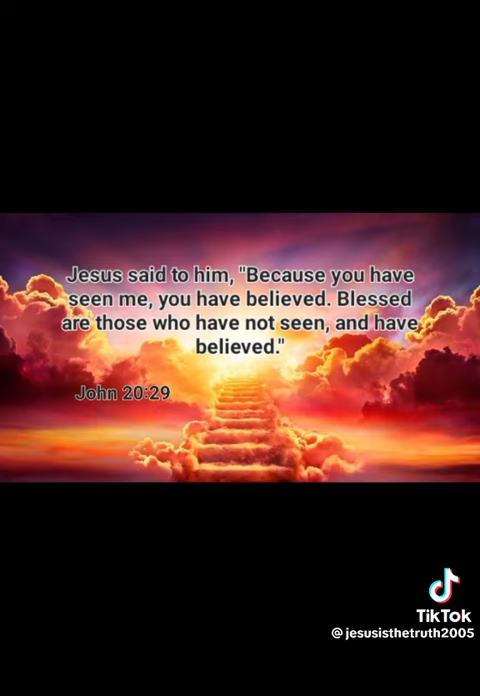 Jesus said to him, "Because you have
seen me, you have believed. Blessed
are those who have not seen, and have
believed."
John 20:29
TikTok
@jesusisthetruth2005